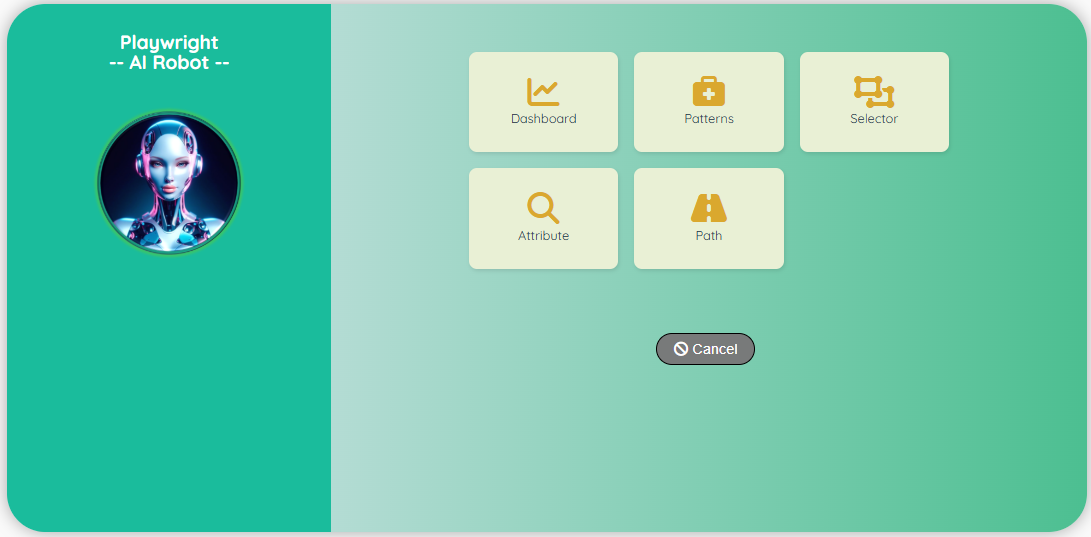 Playwright
-- AI Robot --
Dashboard
Patterns
Selector
Attribute
Path
Cancel